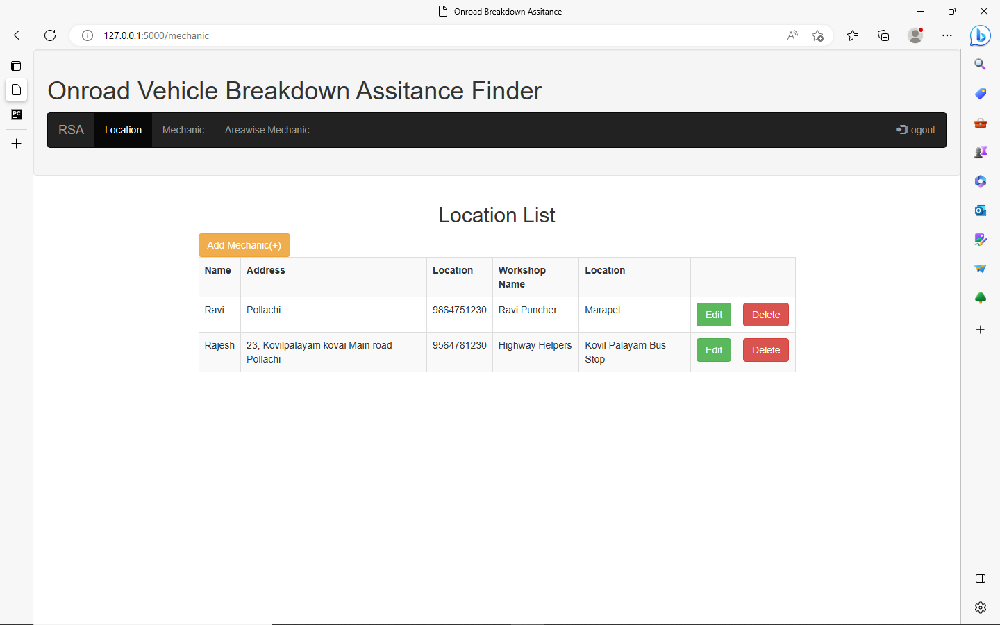 Onroad Breakdown Assitance
127.0.0.1:5000/mechanic
Onroad Vehicle Breakdown Assitance Finder
RSA Location Mechanic Areawise Mechanic Logout
Location List
Add Mechanic(+)
Name Address Location Workshop Name Location
Ravi Pollachi 9864751230 Ravi Puncher Marapet Edit Delete
Rajesh 23, Kovilpalayam kovai Main road Pollachi 9564781230 Highway Helpers Kovil Palayam Bus Stop Edit Delete
PC